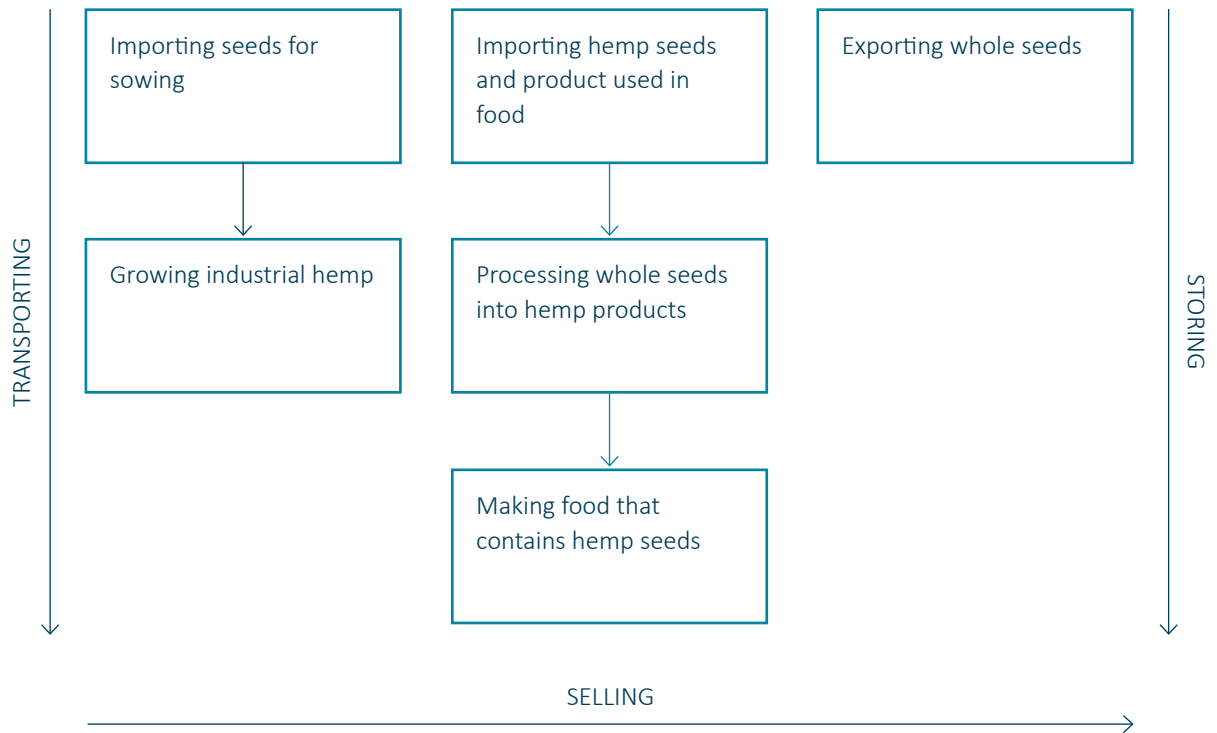 Importing seeds for
sowing
Importing hemp seeds
and product used in
food
Exporting whole seeds
TRANSPORTING
Growing industrial hemp
Processing whole seeds
into hemp products
STORING
Making food that
contains hemp seeds
SELLING